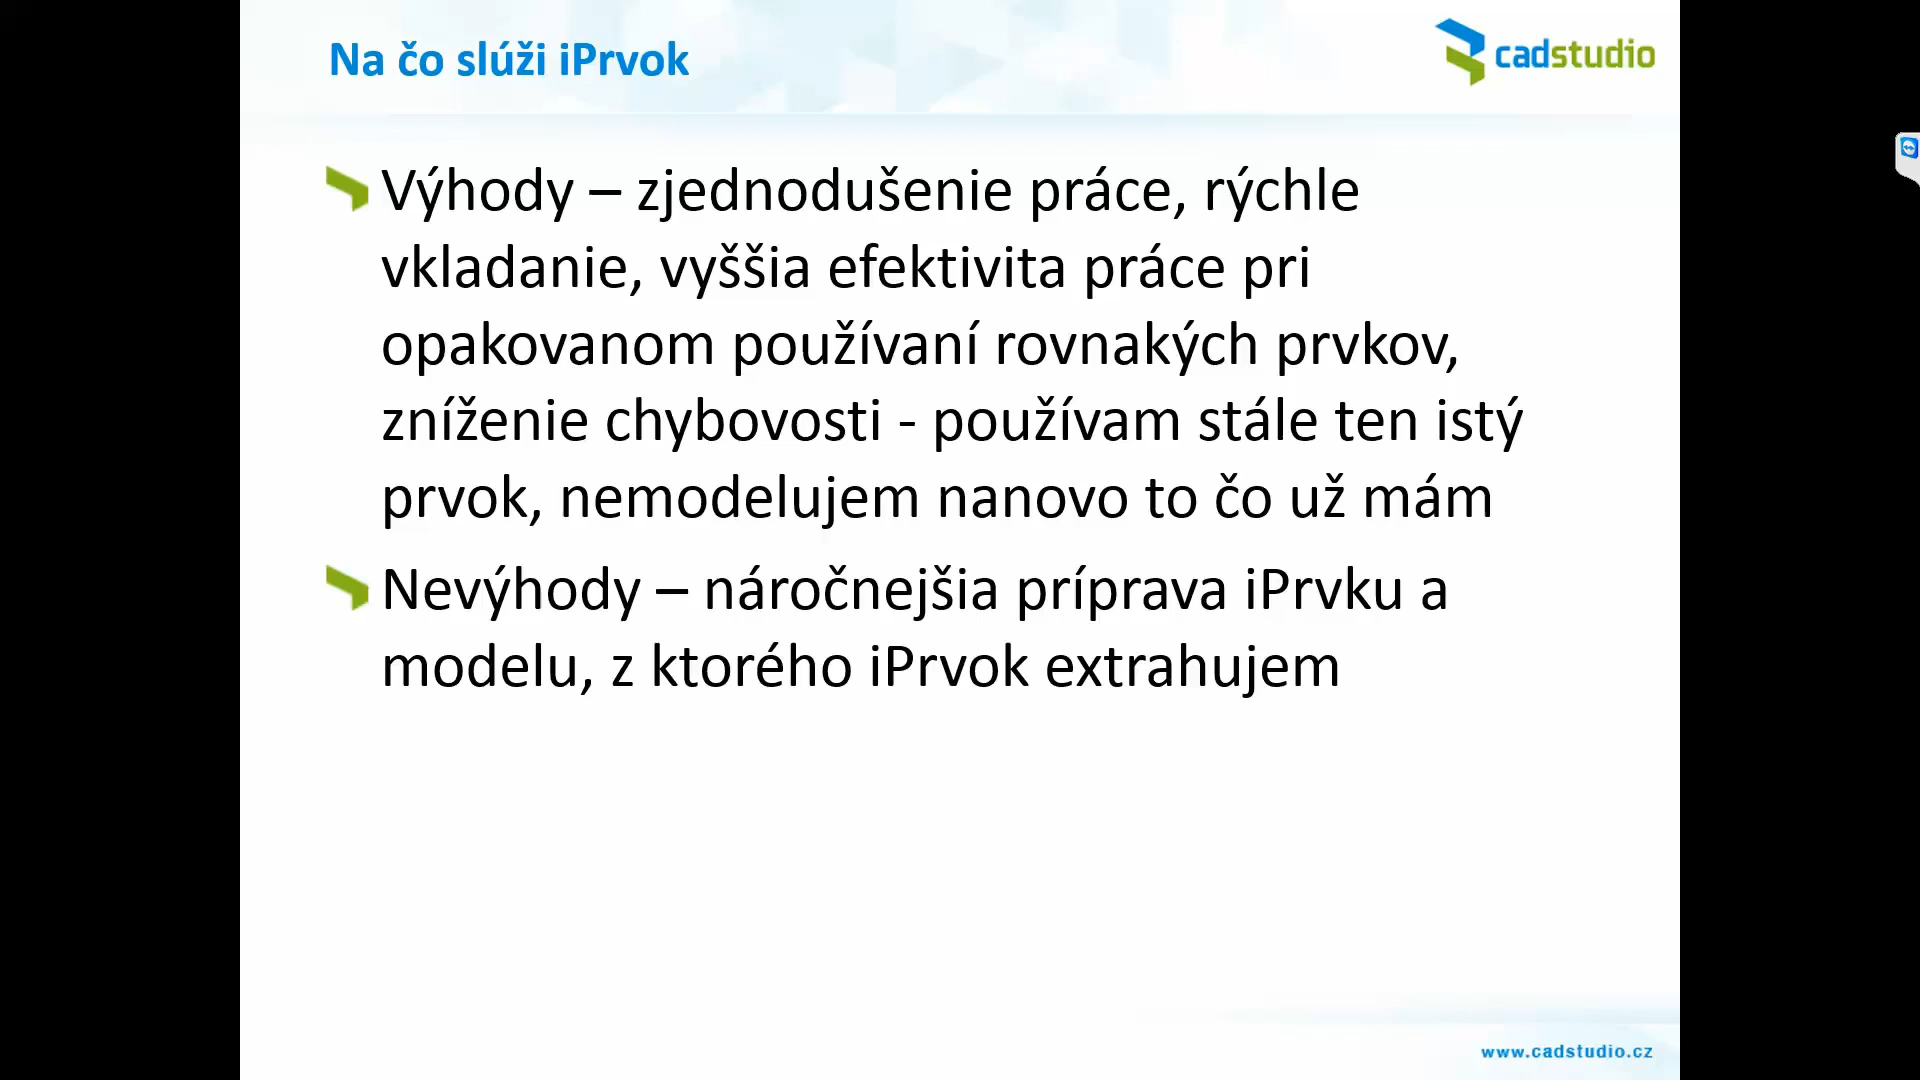 Na čo slúži iPrvok
cadstudio
Výhody – zjednodušenie práce, rýchle
vkladanie, vyššia efektivita práce pri
opakovanom používaní rovnakých prvkov,
zníženie chybovosti - používam stále ten istý
prvok, nemodelujem nanovo to čo už mám
Nevýhody – náročnejšia príprava iPrvku a
modelu, z ktorého iPrvok extrahujem
www.cadstudio.cz